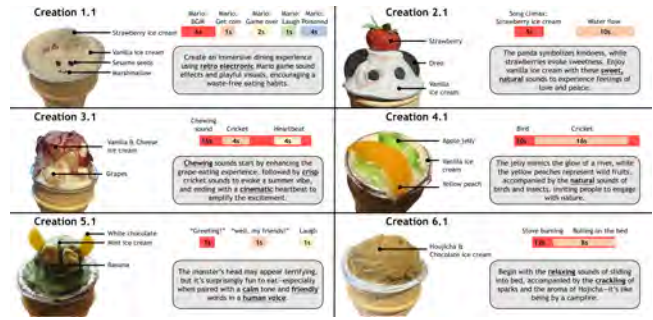 Creation 1.1
Strawberry ice cream
Vanilla ice cream
Sesame seeds
Marshmallow
Mario: BGM
Mario: Get coin
Mario: Game over
Mario: Laugh
Mario: Poisoned
6s
1s
2s
1s
4s
Create an immersive dining experience
using retro electronic Mario game sound
effects and playful visuals, encouraging a
waste-free eating habits.
Creation 2.1
Strawberry
Oreo
Vanilla
ice cream
Song climax:
Strawberry ice cream
Water flow
5s
10s
The panda symbolizes kindness, while
strawberries evoke sweetness. Enjoy
vanilla ice cream with these sweet,
natural sounds to experience feelings of
love and peace.
Creation 3.1
Vanilla & Cheese
ice cream
Grapes
Chewing
sound
Cricket
Heartbeat
4s
4s
Chewing sounds start by enhancing the
grape-eating experience, followed by crisp
cricket sounds to evoke a summer vibe,
and ending with a cinematic heartbeat to
amplify the excitement.
Creation 4.1
Apple jelly
Vanilla ice
cream
Yellow peach
Bird
Cricket
10s
The jelly mimics the glow of a river, while
the yellow peaches represent wild fruits,
accompanied by the natural sounds of
birds and insects, inviting people to engage
with nature.
Creation 5.1
White chocolate
Mint ice cream
Banana
"Greeting!"
"well, my friends!"
Laugh
1s
1s
1s
The monster's head may appear terrifying,
but it's surprisingly fun to eat—especially
when paired with a calm tone and friendly
words in a human voice
Creation 6.1
Houjicha &
Chocolate ice cream
Stove burning
Rolling on the bed
8s
Begin with the relaxing sounds of sliding
into bed, accompanied by the crackling of
sparks and the aroma of Hojicha—it's like
being by a campfire.